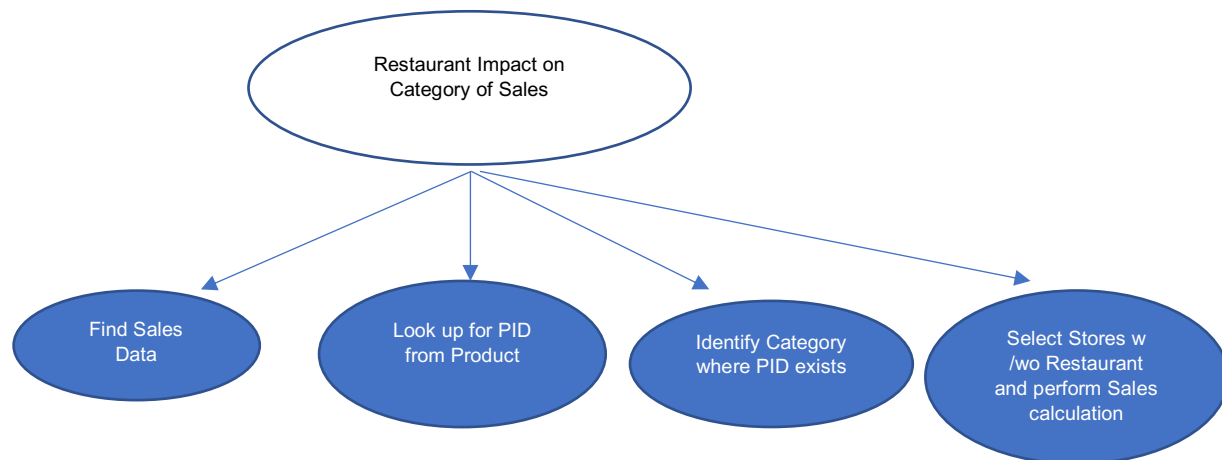 Restaurant Impact on
Category of Sales
Find Sales
Data
Look up for PID
from Product
Identify Category
where PID exists
Select Stores w
/wo Restaurant
and perform Sales
calculation